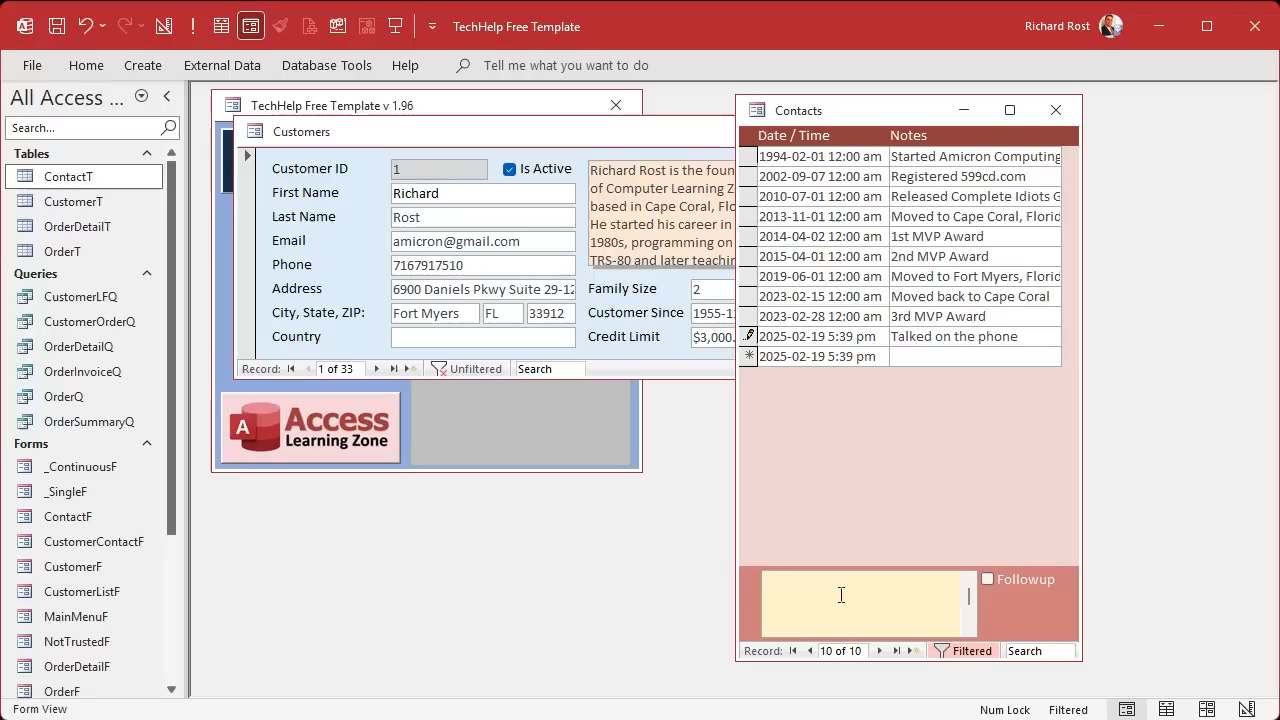 TechHelp Free Template
Richard Rost
File
Home
Create
External Data
Database Tools
Help
Tell me what you want to do
All Access ...
Search...
Tables
ContactT
CustomerT
OrderDetailT
OrderT
Queries
CustomerLFQ
CustomerOrderQ
OrderDetailQ
OrderInvoiceQ
OrderQ
OrderSummaryQ
Forms
_ContinuousF
_SingleF
ContactF
CustomerContactF
CustomerF
CustomerListF
MainMenuF
NotTrustedF
OrderDetailF
OrderF
TechHelp Free Template v 1.96
Customers
Customer ID 1
Is Active
First Name Richard
Last Name Rost
Email amicron@gmail.com
Phone 7167917510
Address 6900 Daniels Pkwy Suite 29-12
City, State, ZIP: Fort Myers FL 33912
Country
Richard Rost is the foun
of Computer Learning Z
based in Cape Coral, Flo
He started his career in
1980s, programming on
TRS-80 and later teachin
Family Size 2
Customer Since 1955-1
Credit Limit $3,000.
Record: 1 of 33 Unfiltered Search
A Access
Learning Zone
Contacts
Date / Time Notes
1994-02-01 12:00 am Started Amicron Computing
2002-09-07 12:00 am Registered 599cd.com
2010-07-01 12:00 am Released Complete Idiots G
2013-11-01 12:00 am Moved to Cape Coral, Florid
2014-04-02 12:00 am 1st MVP Award
2015-04-01 12:00 am 2nd MVP Award
2019-06-01 12:00 am Moved to Fort Myers, Florid
2023-02-15 12:00 am Moved back to Cape Coral
2023-02-28 12:00 am 3rd MVP Award
2025-02-19 5:39 pm Talked on the phone
2025-02-19 5:39 pm
Followup
Record: 10 of 10 Filtered Search
Form View
Num Lock
Filtered